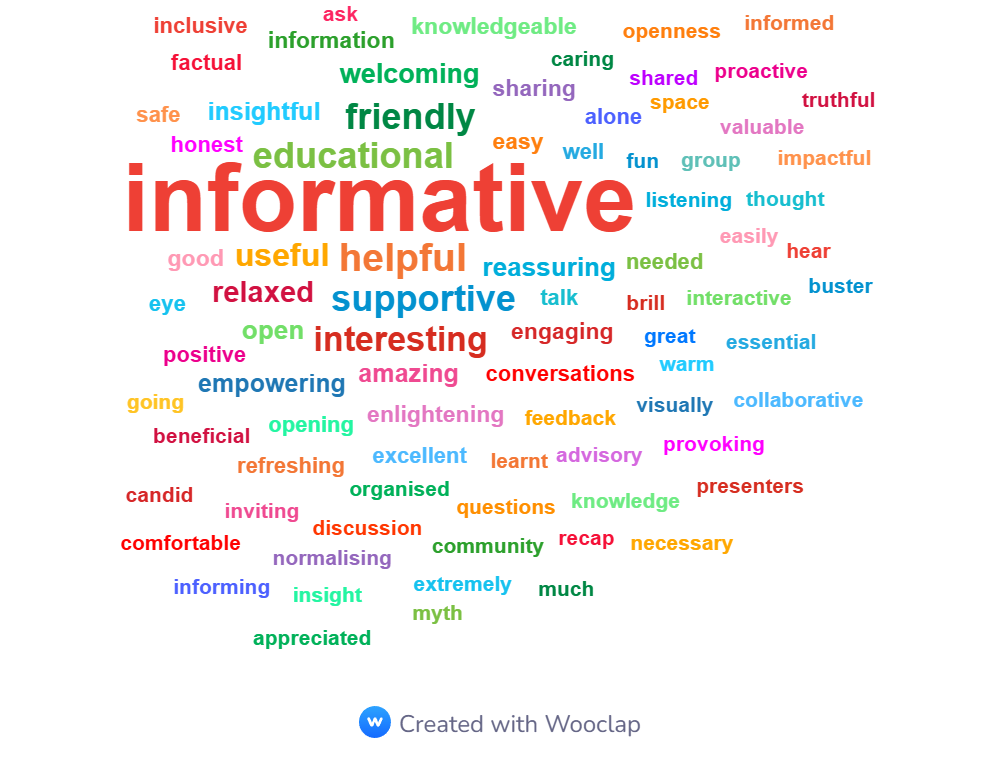 ask
inclusive
knowledgeable
informed
openness
information
factual
caring
welcoming
proactive
shared
sharing
space
truthful
safe
insightful
friendly
alone
valuable
honest
easy
educational
well
fun
group
impactful
informative
listening
thought
easily
hear
good
useful
helpful
reassuring
needed
relaxed
buster
eye
supportive
talk
brill
interactive
open
interesting
engaging
great
essential
positive
warm
empowering
amazing
conversations
going
visually
collaborative
beneficial
opening
enlightening
feedback
provoking
refreshing
excellent
learnt
advisory
candid
organised
presenters
inviting
questions
knowledge
discussion
comfortable
community
recap
necessary
normalising
informing
insight
extremely
much
myth
appreciated
w
Created with Wooclap